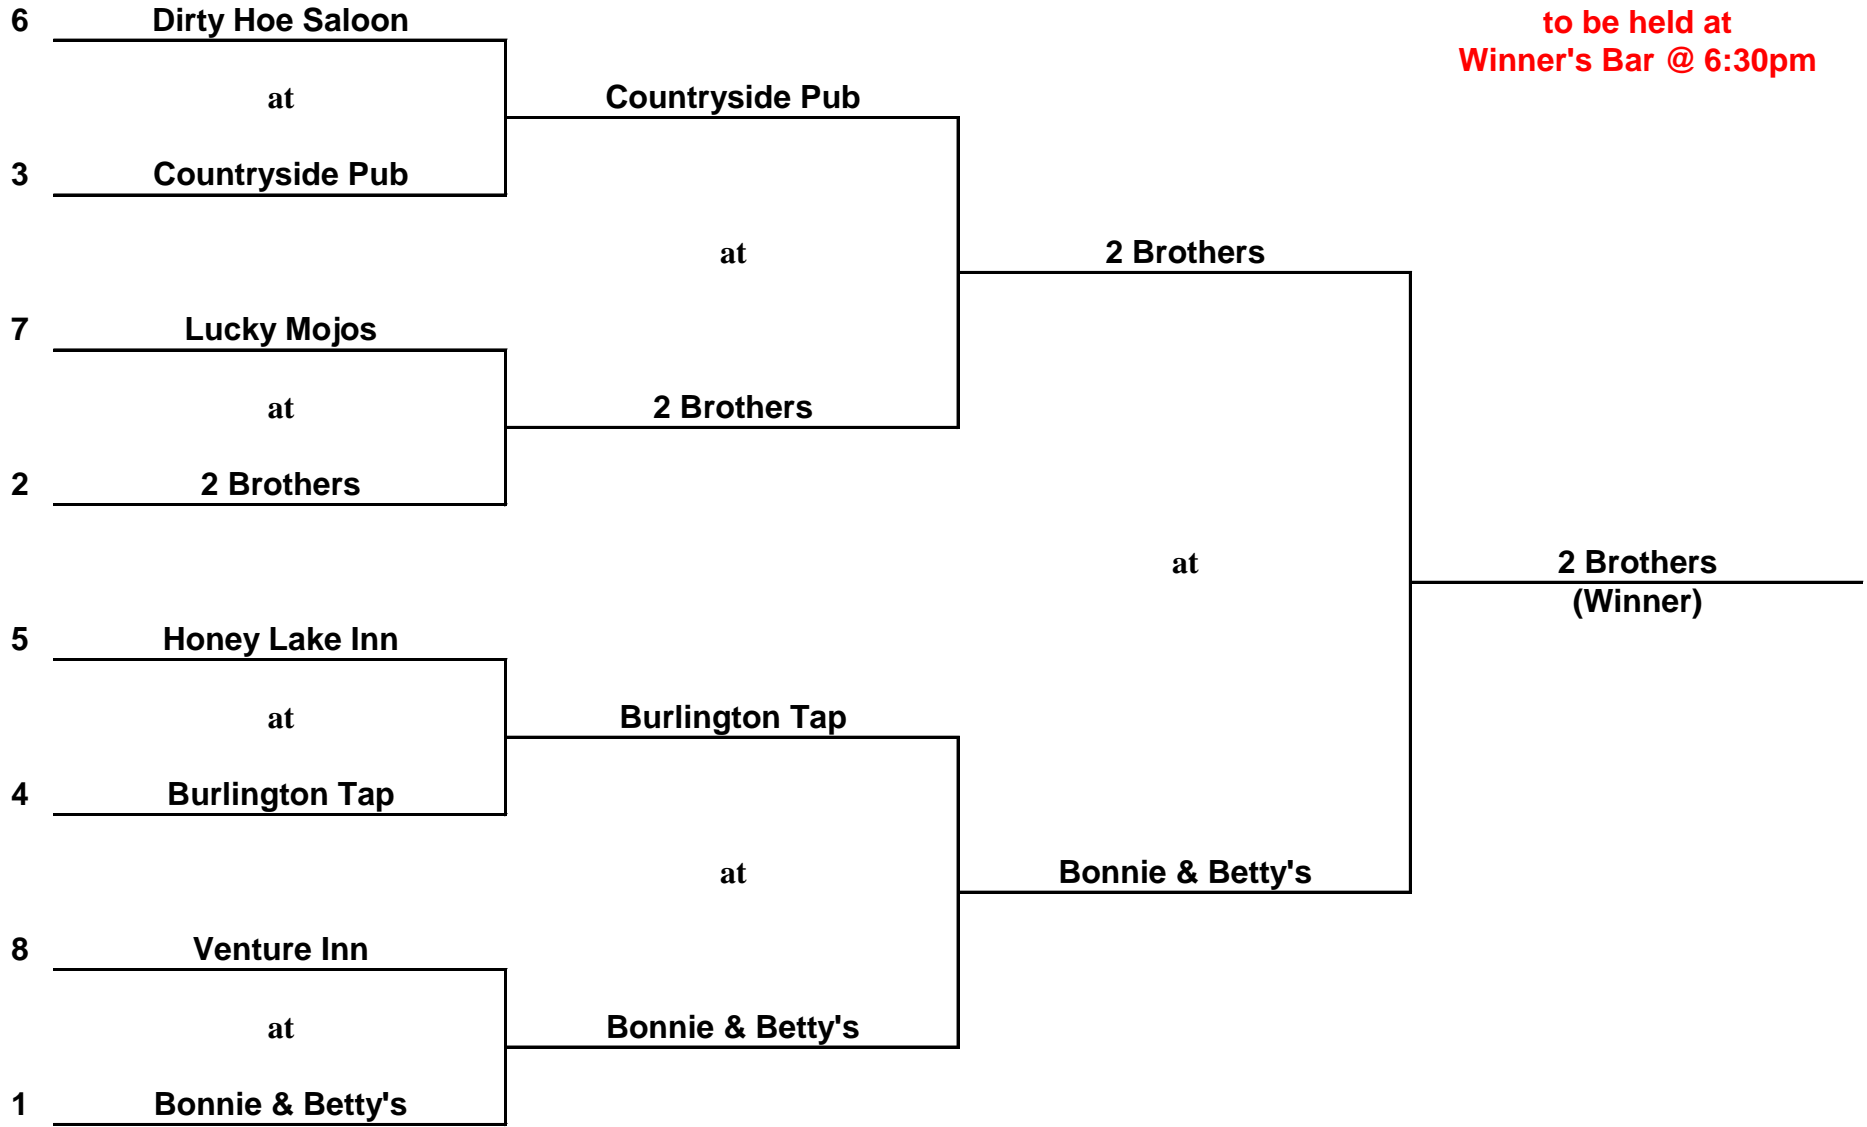 6 Dirty Hoe Saloon
to be held at
Winner's Bar @ 6:30pm
at
Countryside Pub
3 Countryside Pub
at
2 Brothers
7 Lucky Mojos
at
2 Brothers
2 2 Brothers
at
2 Brothers
(Winner)
5 Honey Lake Inn
at
Burlington Tap
4 Burlington Tap
at
Bonnie & Betty's
8 Venture Inn
at
Bonnie & Betty's
1 Bonnie & Betty's